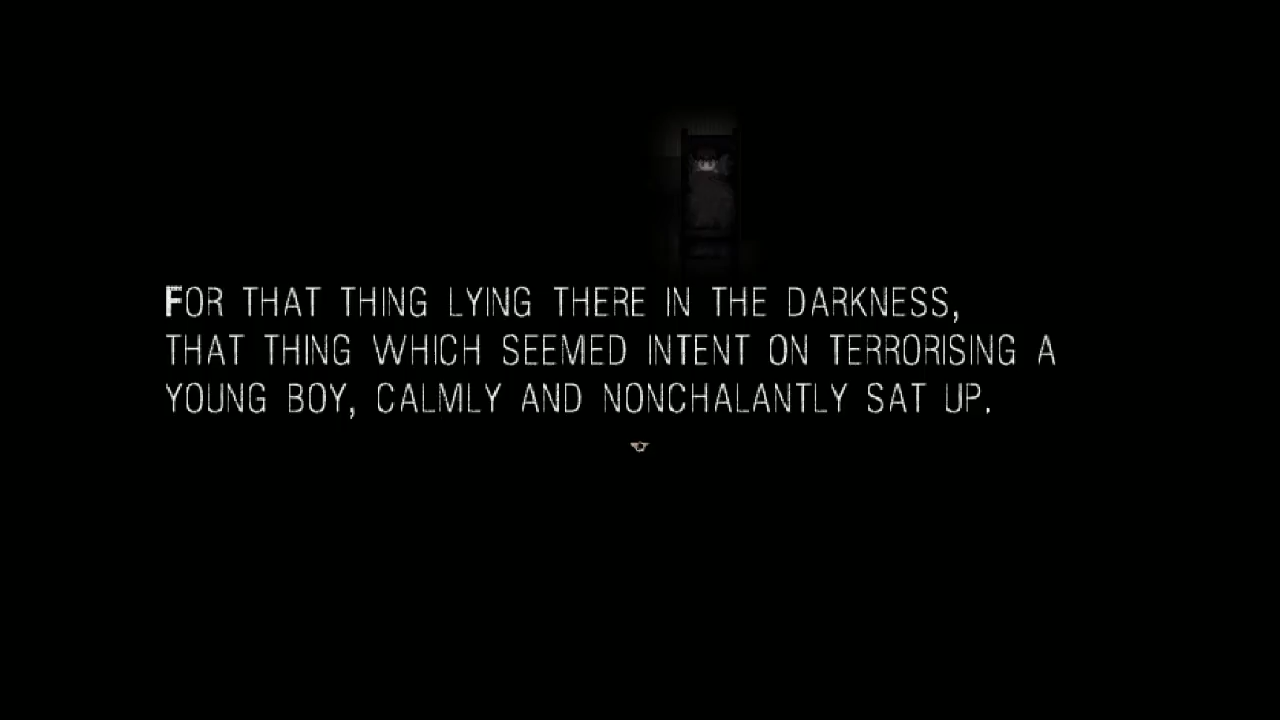 FOR THAT THING LYING THERE IN THE DARKNESS,
THAT THING WHICH SEEMED INTENT ON TERRORISING A
YOUNG BOY, CALMLY AND NONCHALANTLY SAT UP.